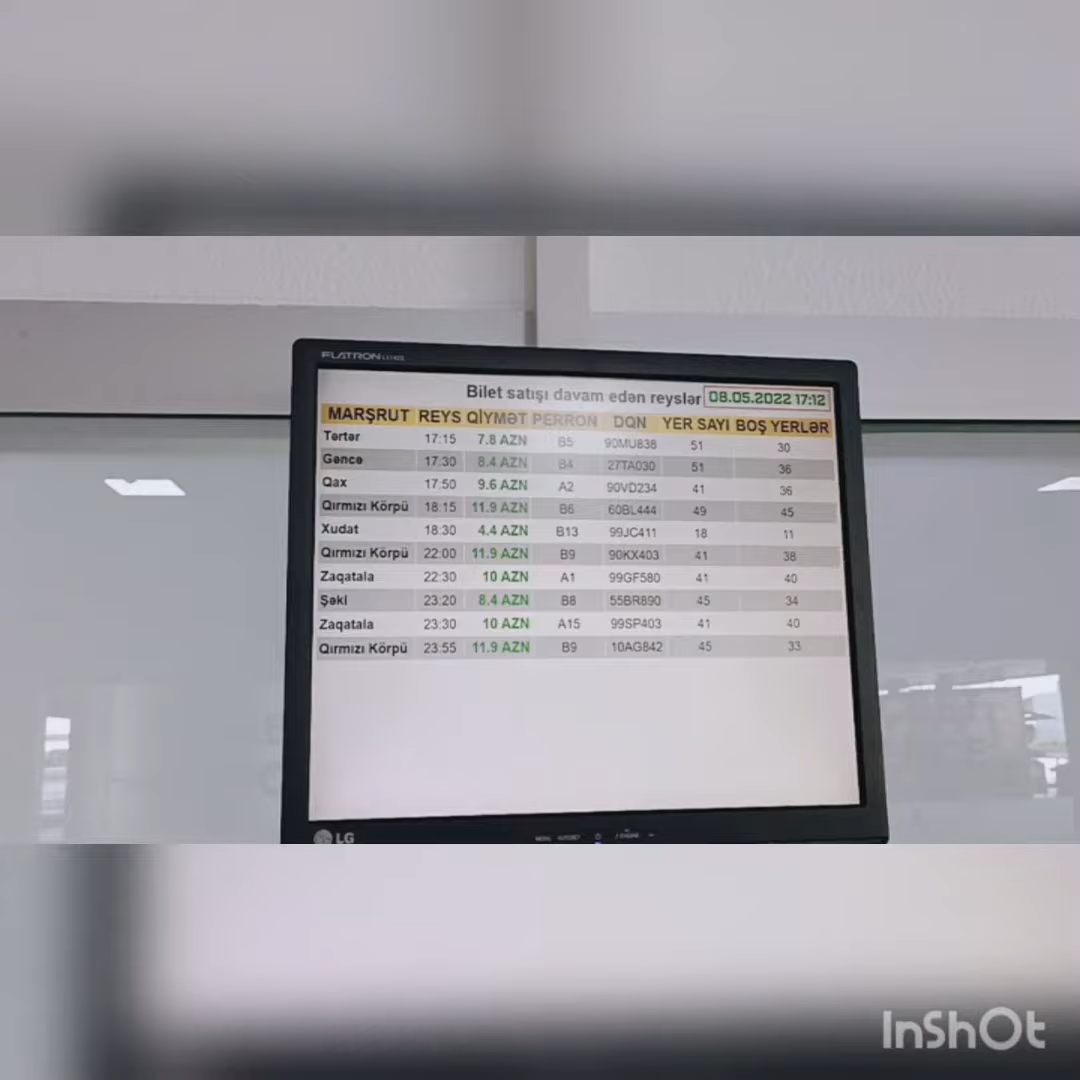 FLATRON
Bilet satışı davam edən reyslər 08.05.2022 17:12
MARŞRUT REYS QİYMƏT PERRON DQN YER SAYI BOŞ YERLƏR
Tərtər 17:15 7.8 AZN B5 90MU838 51 30
Gəncə 17:30 8.4 AZN B4 27TA030 51 36
Qax 17:50 9.6 AZN A2 90VD234 41 36
Qırmızı Körpü 18:15 11.9 AZN B6 60BL444 49 45
Xudat 18:30 4.4 AZN B13 99JC411 18 11
Qırmızı Körpü 22:00 11.9 AZN B9 90KX403 41 38
Zaqatala 22:30 10 AZN A1 99GF580 41 40
Şəki 23:20 8.4 AZN B8 55BR890 45 34
Zaqatala 23:30 10 AZN A15 99SP403 41 40
Qırmızı Körpü 23:55 11.9 AZN B9 10AG842 45 33
LG
InShOt